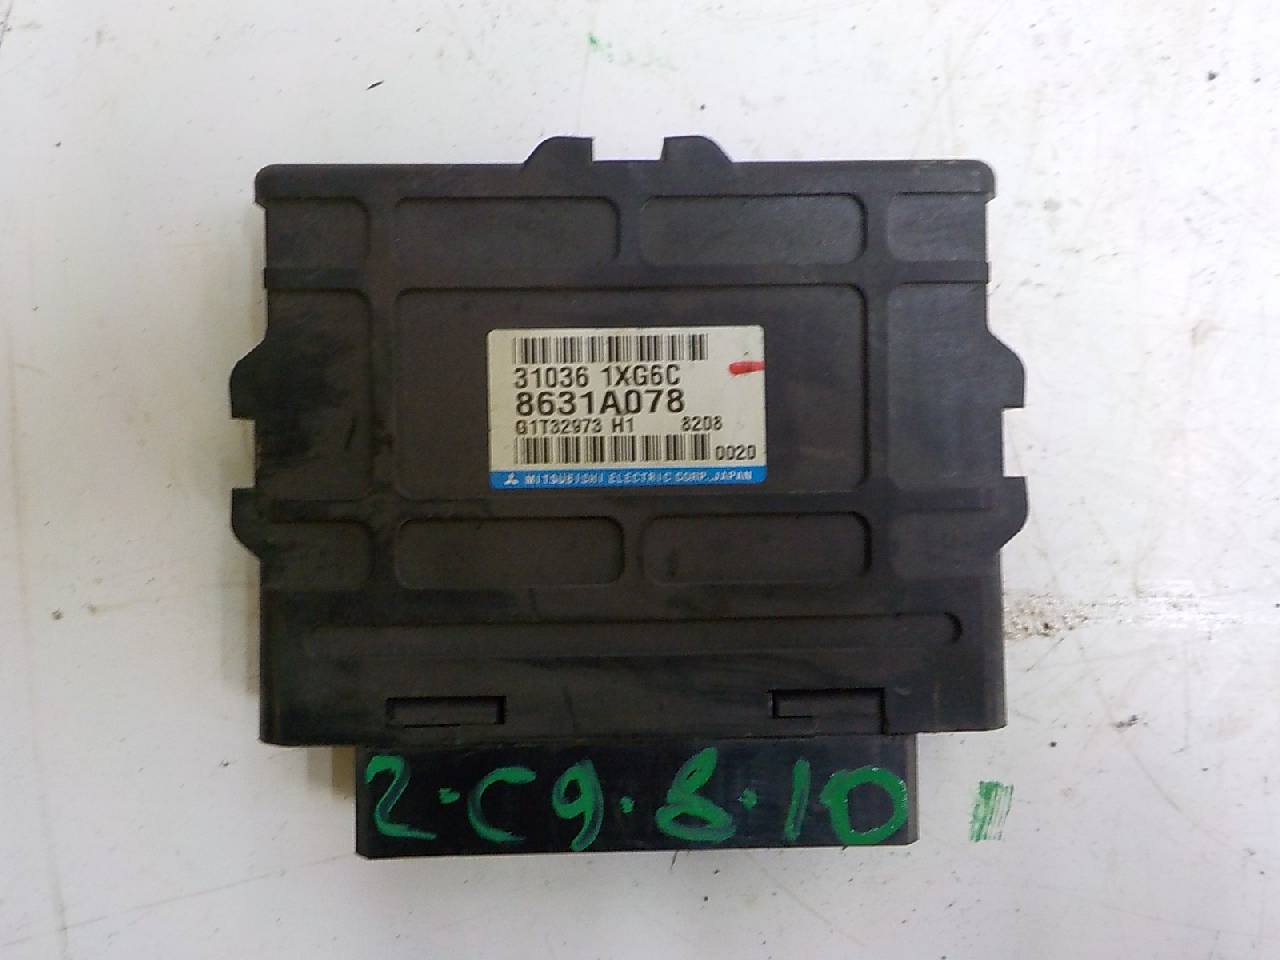 31036 1XG6C
8631A078
G1T32973 H1 8208
0020
MITSUBISHI ELECTRIC CORP. JAPAN
2·C9·8·10